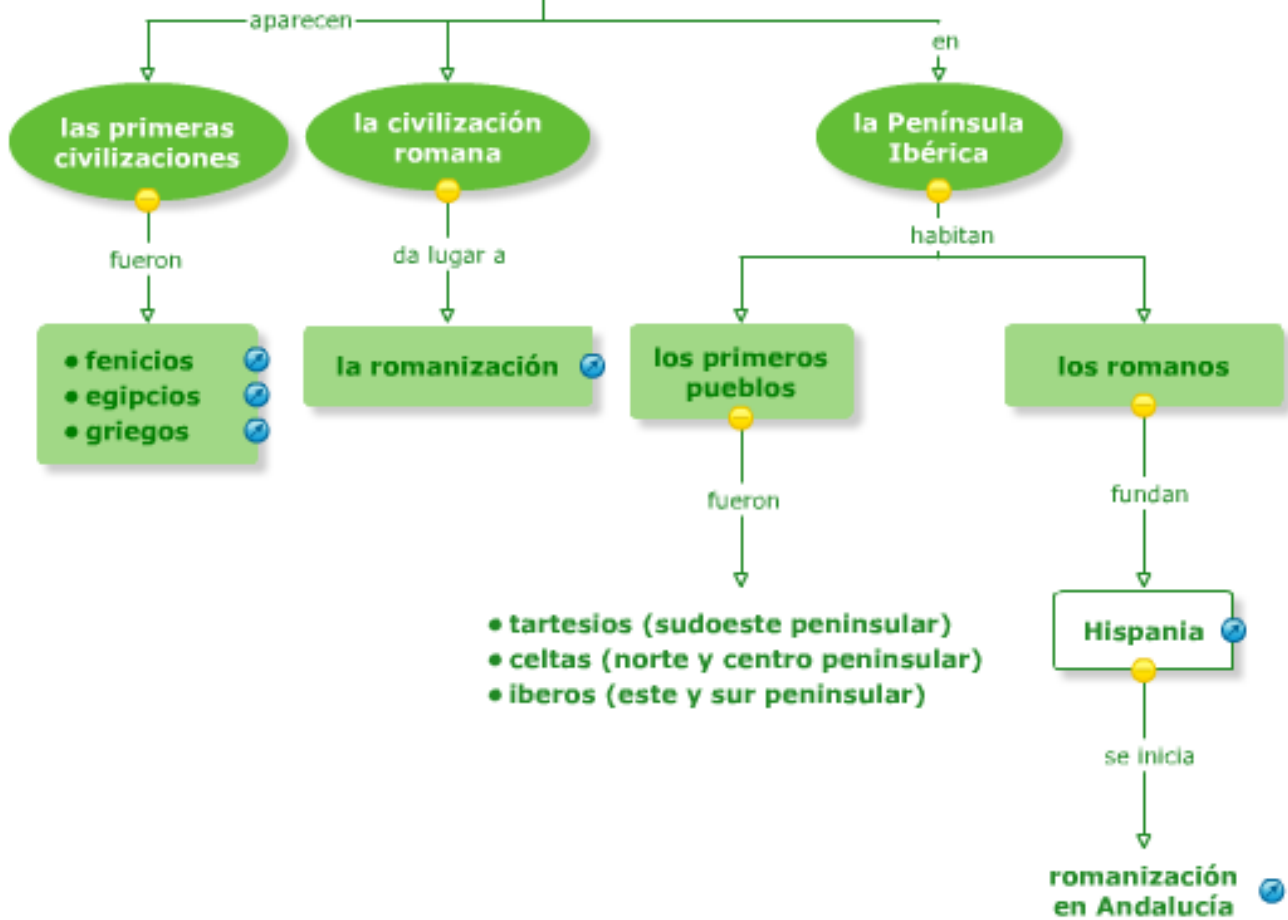 aparecen
en
las primeras
civilizaciones
la civilización
romana
la Península
Ibérica
fueron
da lugar a
habitan
• fenicios
• egipcios
• griegos
la romanización
los primeros
pueblos
los romanos
fueron
fundan
• tartesios (sudoeste peninsular)
• celtas (norte y centro peninsular)
• iberos (este y sur peninsular)
Hispania
se inicia
romanización
en Andalucía